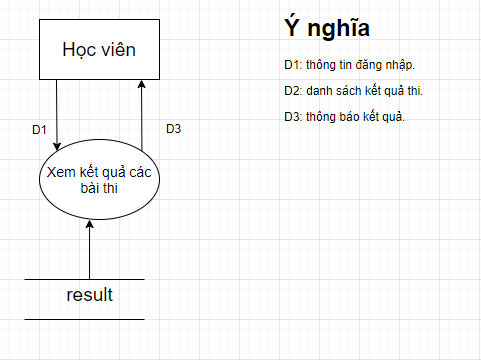 Học viên
D1
D3
Xem kết quả các
bài thi
result
Ý nghĩa
D1: thông tin đăng nhập.
D2: danh sách kết quả thi.
D3: thông báo kết quả.